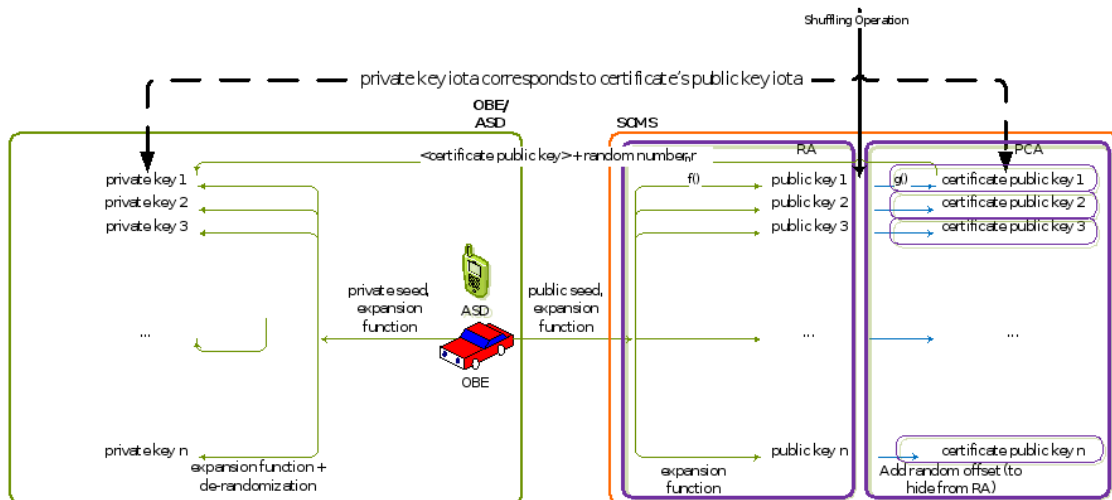 Shuffling Operation
private key iota corresponds to certificate's public key iota
OBE/
ASD
SCMS
RA
PCA
<certificate public key> + random number, r
private key 1
f()
public key 1
g()
certificate public key 1
private key 2
public key 2
certificate public key 2
private key 3
public key 3
certificate public key 3
private seed,
expansion
function
ASD
public seed,
expansion
function
...
...
...
OBE
private key n
public key n
certificate public key n
expansion function +
de-randomization
expansion
function
Add random offset (to
hide from RA)